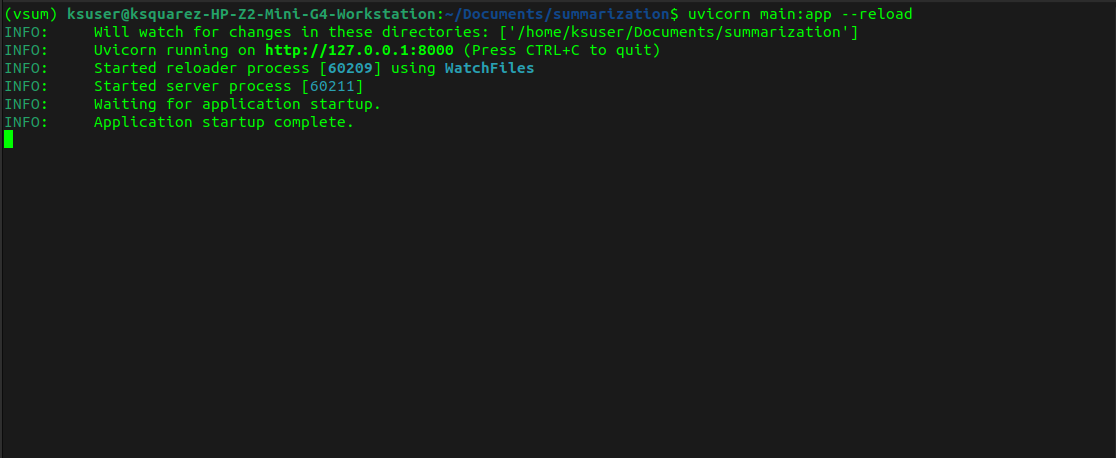 (vsum) ksuser@ksquarez-HP-Z2-Mini-G4-Workstation:~/Documents/summarization$ uvicorn main:app --reload
INFO:     Will watch for changes in these directories: ['/home/ksuser/Documents/summarization']
INFO:     Uvicorn running on http://127.0.0.1:8000 (Press CTRL+C to quit)
INFO:     Started reloader process [60209] using WatchFiles
INFO:     Started server process [60211]
INFO:     Waiting for application startup.
INFO:     Application startup complete.